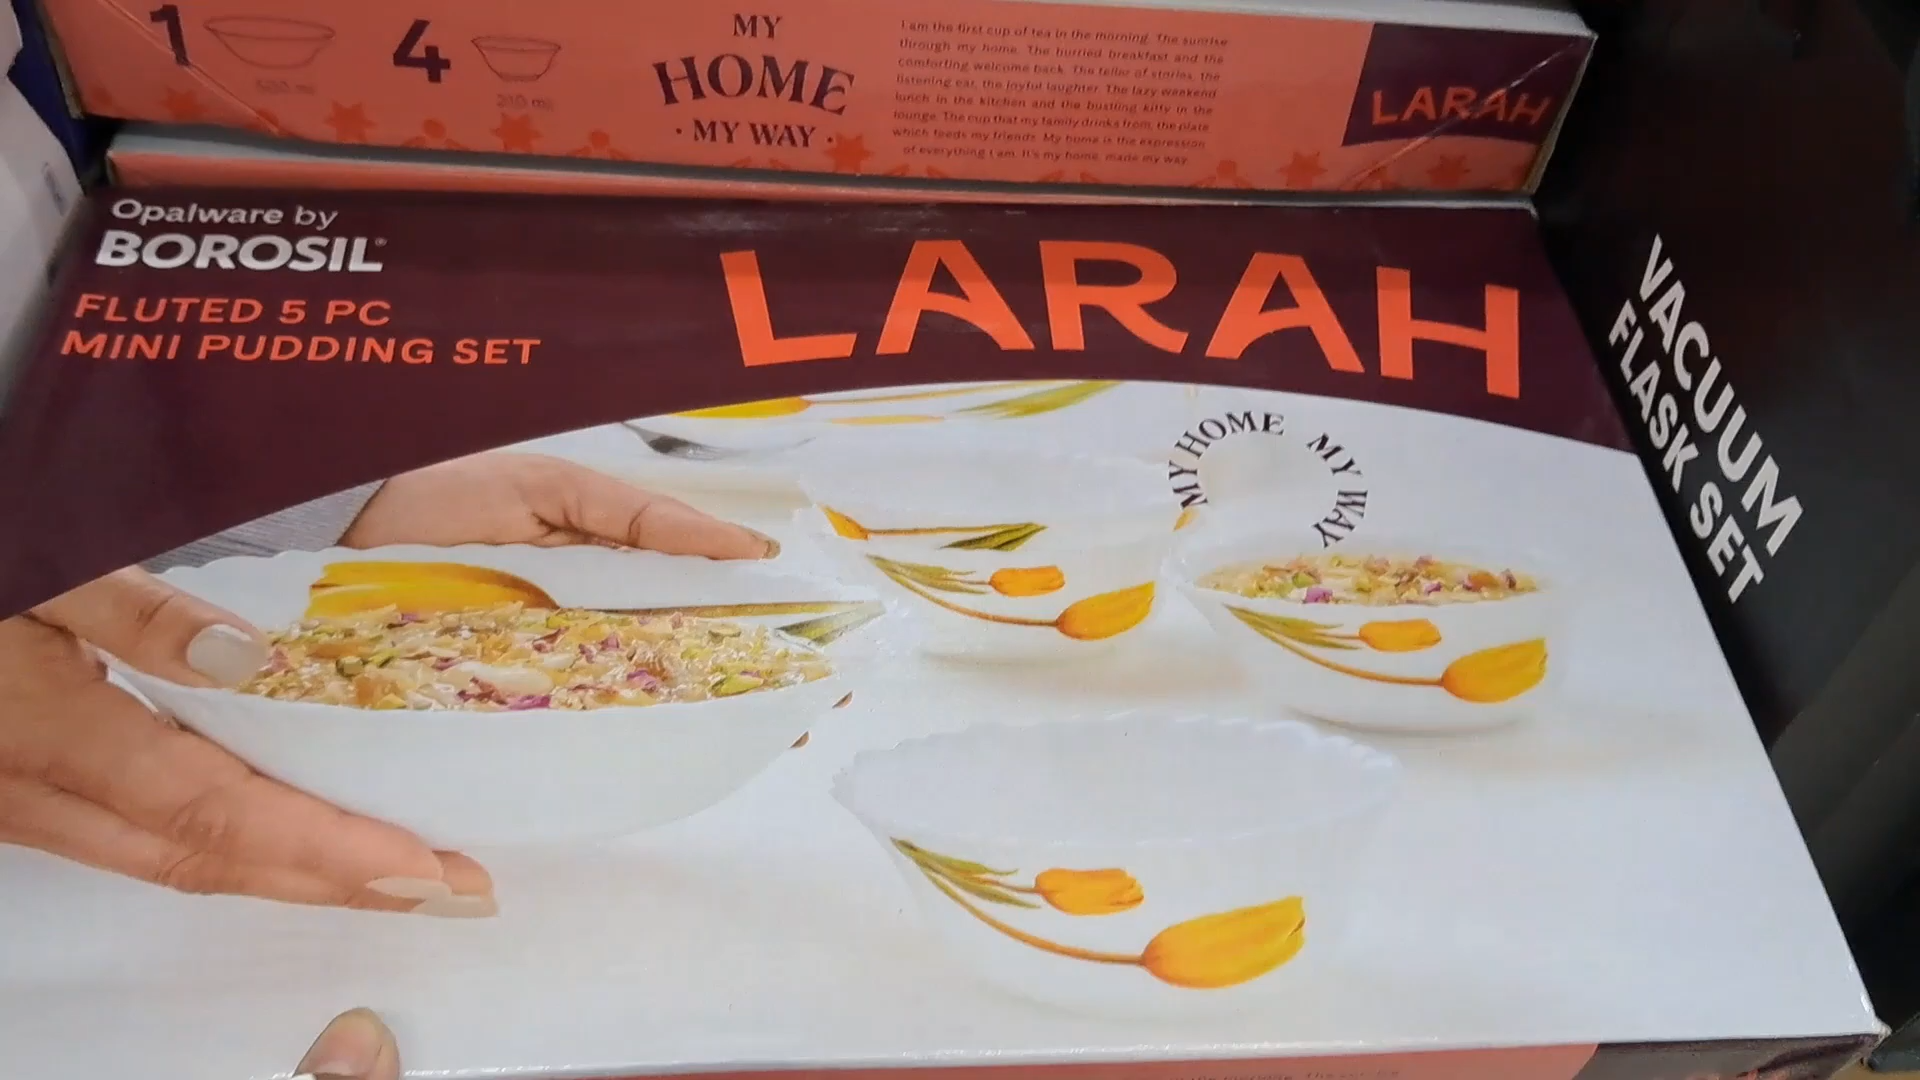 1
4
MY
HOME
• MY WAY •
I am the first cup of tea in the morning. The sunrise
through my home. The hurried breakfast and the
comforting welcome back. The teller of stories, the
listening ear, the joyful laughter. The lazy weekend
lunch in the kitchen and the bustling kitty in the
lounge. The cup that my family drinks from, the plate
which feeds my friends. My home is the expression
of everything I am. It's my home, made my way.
LARAH
Opalware by
BOROSIL®
FLUTED 5 PC
MINI PUDDING SET
LARAH
MY HOME MY WAY
VACUUM
FLASK SET